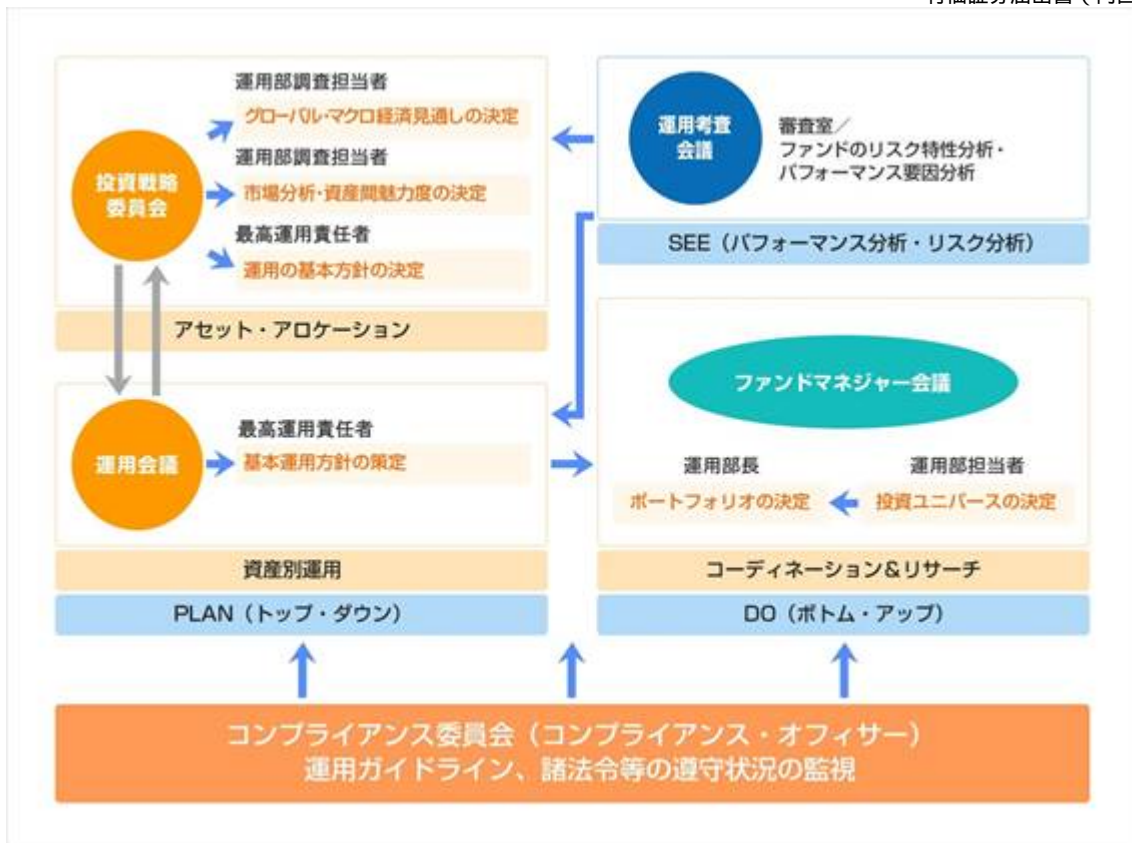 運用部調査担当者
グローバル・マクロ経済見通しの決定
運用部調査担当者
投資戦略
委員会
市場分析・資産間魅力度の決定
最高運用責任者
運用の基本方針の決定
アセット・アロケーション
運用考査
会議
審査室／
ファンドのリスク特性分析・
パフォーマンス要因分析
SEE（パフォーマンス分析・リスク分析）
運用会議
最高運用責任者
基本運用方針の策定
資産別運用
PLAN（トップ・ダウン）
ファンドマネジャー会議
運用部長
運用部担当者
ポートフォリオの決定
投資ユニバースの決定
コーディネーション&リサーチ
DO（ボトム・アップ）
コンプライアンス委員会（コンプライアンス・オフィサー）
運用ガイドライン、諸法令等の遵守状況の監視